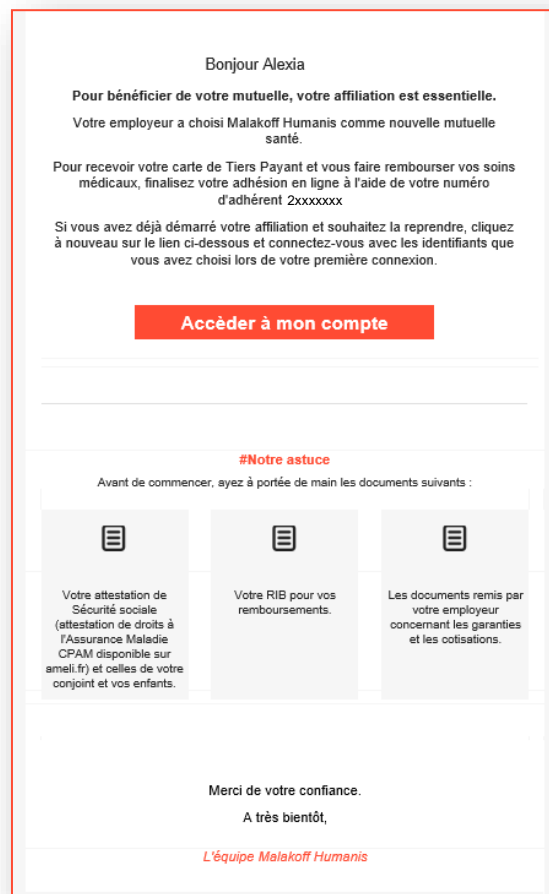 Bonjour Alexia
Pour bénéficier de votre mutuelle, votre affiliation est essentielle.
Votre employeur a choisi Malakoff Humanis comme nouvelle mutuelle
santé.
Pour recevoir votre carte de Tiers Payant et vous faire rembourser vos soins
médicaux, finalisez votre adhésion en ligne à l'aide de votre numéro
d'adhérent 2xxxxxxx
Si vous avez déjà démarré votre affiliation et souhaitez la reprendre, cliquez
à nouveau sur le lien ci-dessous et connectez-vous avec les identifiants que
vous avez choisi lors de votre première connexion.
Accèder à mon compte
#Notre astuce
Avant de commencer, ayez à portée de main les documents suivants :
Votre attestation de
Sécurité sociale
(attestation de droits à
l'Assurance Maladie
CPAM disponible sur
ameli.fr) et celles de votre
conjoint et vos enfants.
Votre RIB pour vos
remboursements.
Les documents remis par
votre employeur
concernant les garanties
et les cotisations.
Merci de votre confiance.
A très bientôt,
L'équipe Malakoff Humanis